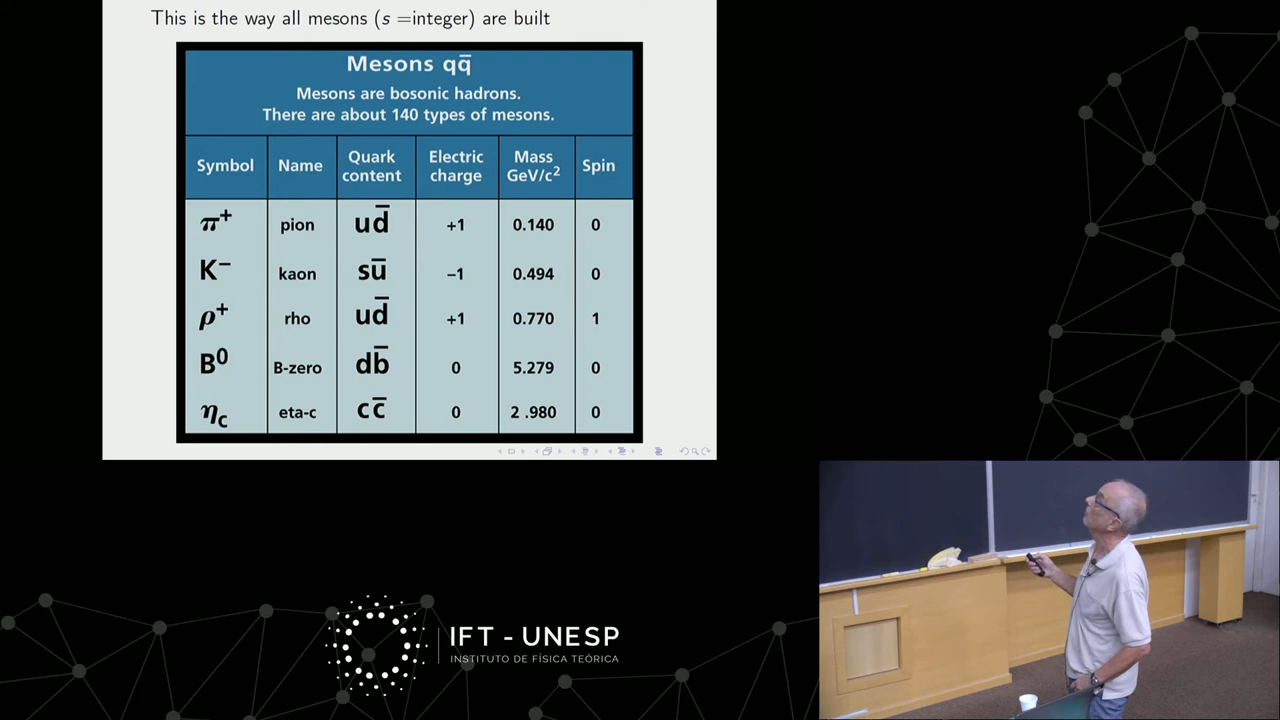 This is the way all mesons (s =integer) are built
Mesons qq̄
Mesons are bosonic hadrons.
There are about 140 types of mesons.
Symbol Name Quark content Electric charge Mass GeV/c² Spin
π⁺ pion ud̄ +1 0.140 0
K⁻ kaon sū –1 0.494 0
ρ⁺ rho ud̄ +1 0.770 1
B⁰ B-zero db̄ 0 5.279 0
η_c eta-c cc̄ 0 2 .980 0
IFT - UNESP
INSTITUTO DE FÍSICA TEÓRICA